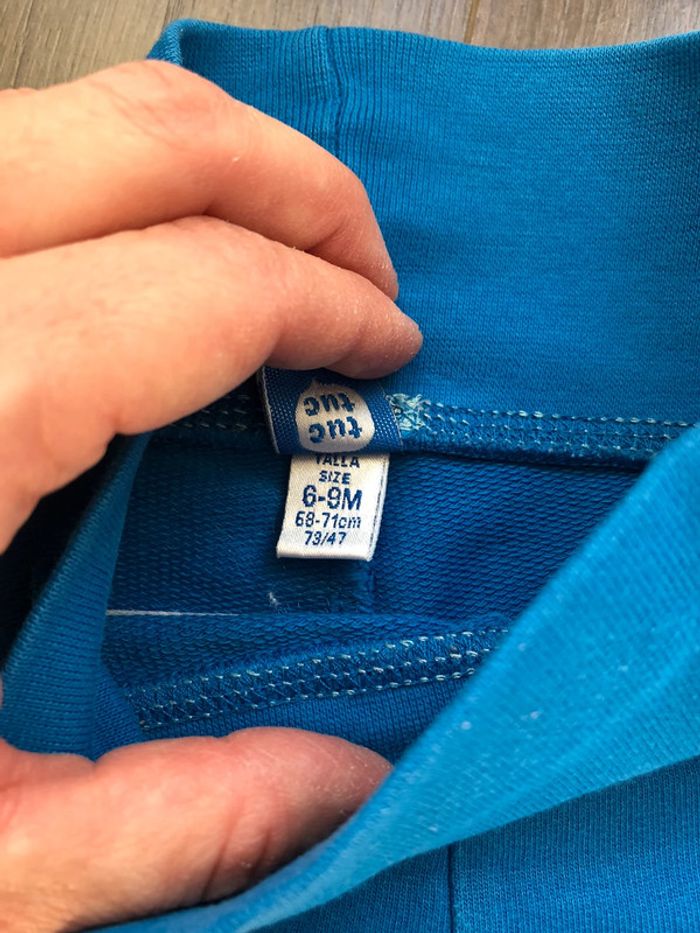 tuc
tuc
TALLA
SIZE
6-9M
68-71cm
73/47